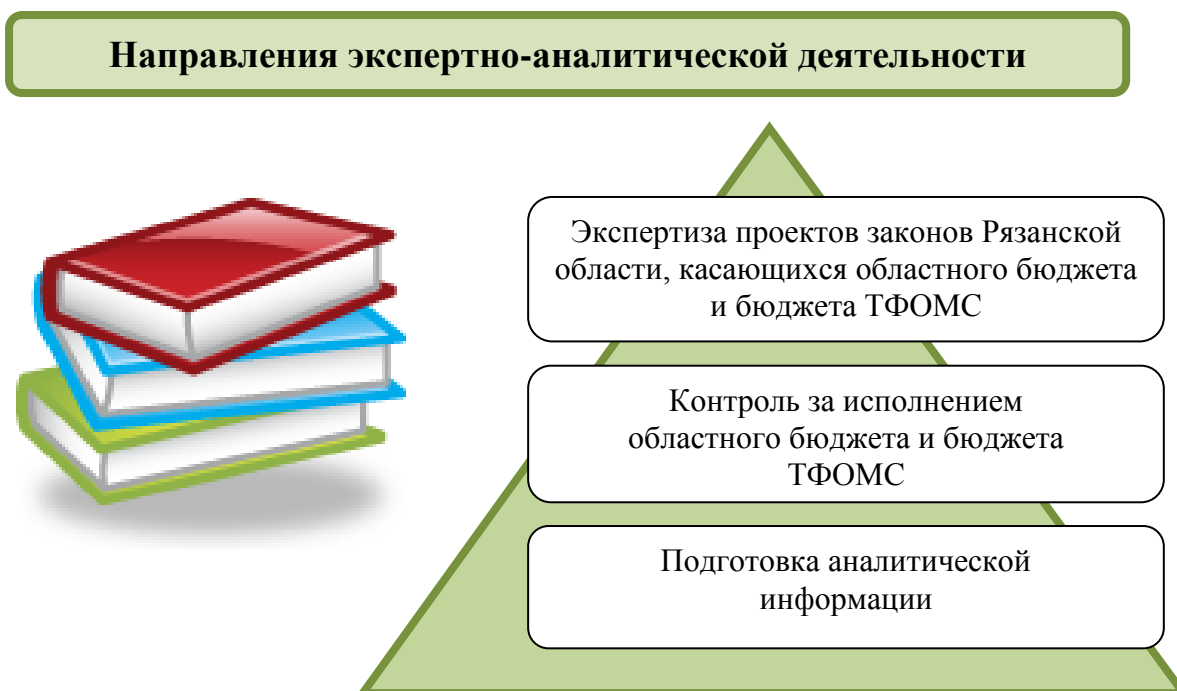 Направления экспертно-аналитической деятельности
Экспертиза проектов законов Рязанской
области, касающихся областного бюджета
и бюджета ТФОМС
Контроль за исполнением
областного бюджета и бюджета
ТФОМС
Подготовка аналитической
информации